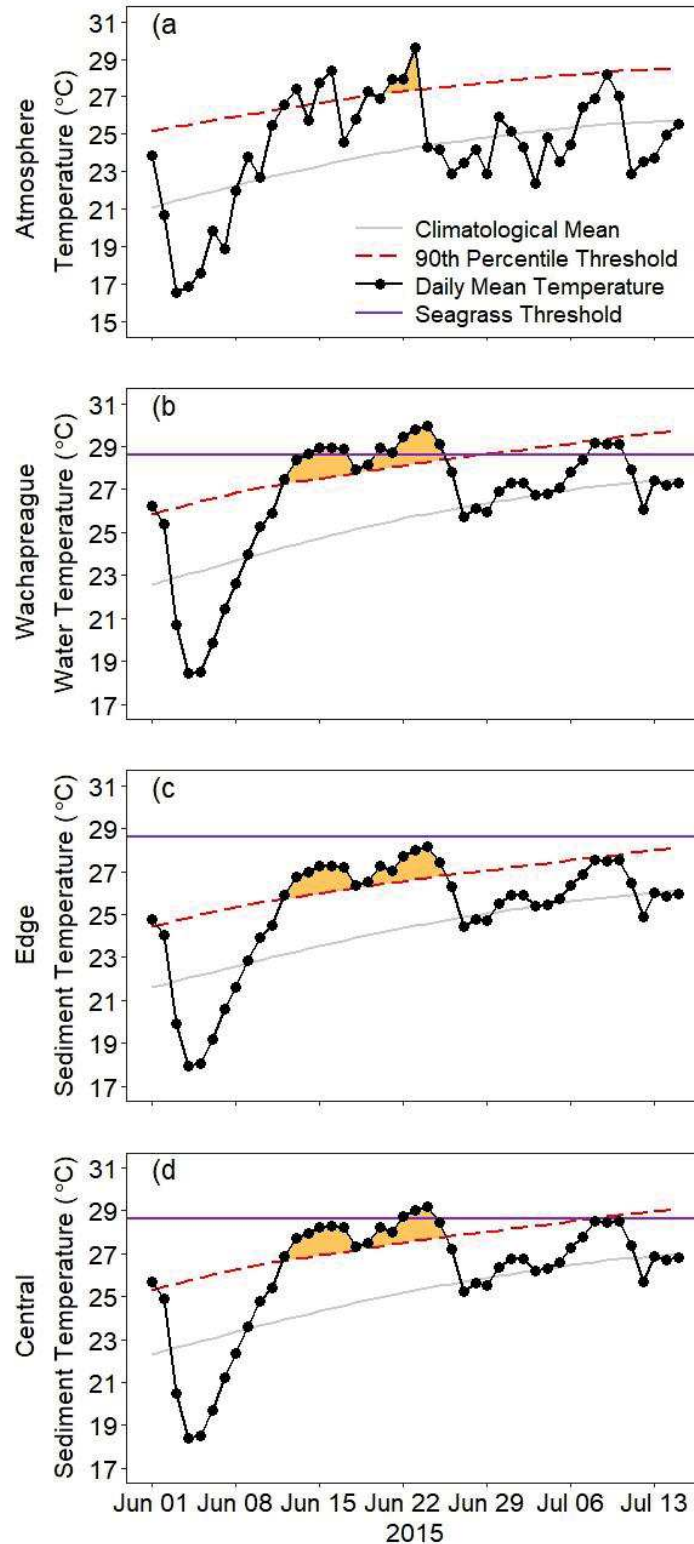 (a
Atmosphere
Temperature (°C)
31
29
27
25
23
21
19
17
15
Climatological Mean
90th Percentile Threshold
Daily Mean Temperature
Seagrass Threshold
(b
Wachapreague
Water Temperature (°C)
31
29
27
25
23
21
19
17
(c
Edge
Sediment Temperature (°C)
31
29
27
25
23
21
19
17
(d
Central
Sediment Temperature (°C)
31
29
27
25
23
21
19
17
Jun 01 Jun 08 Jun 15 Jun 22 Jun 29 Jul 06 Jul 13
2015